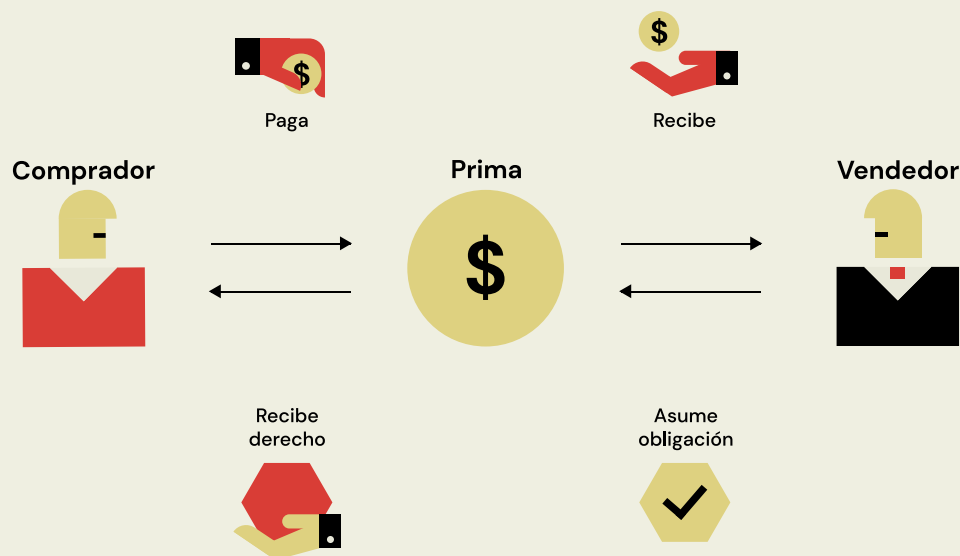 $
$
Paga
Recibe
Comprador
Prima
Vendedor
$
Recibe
derecho
Asume
obligación